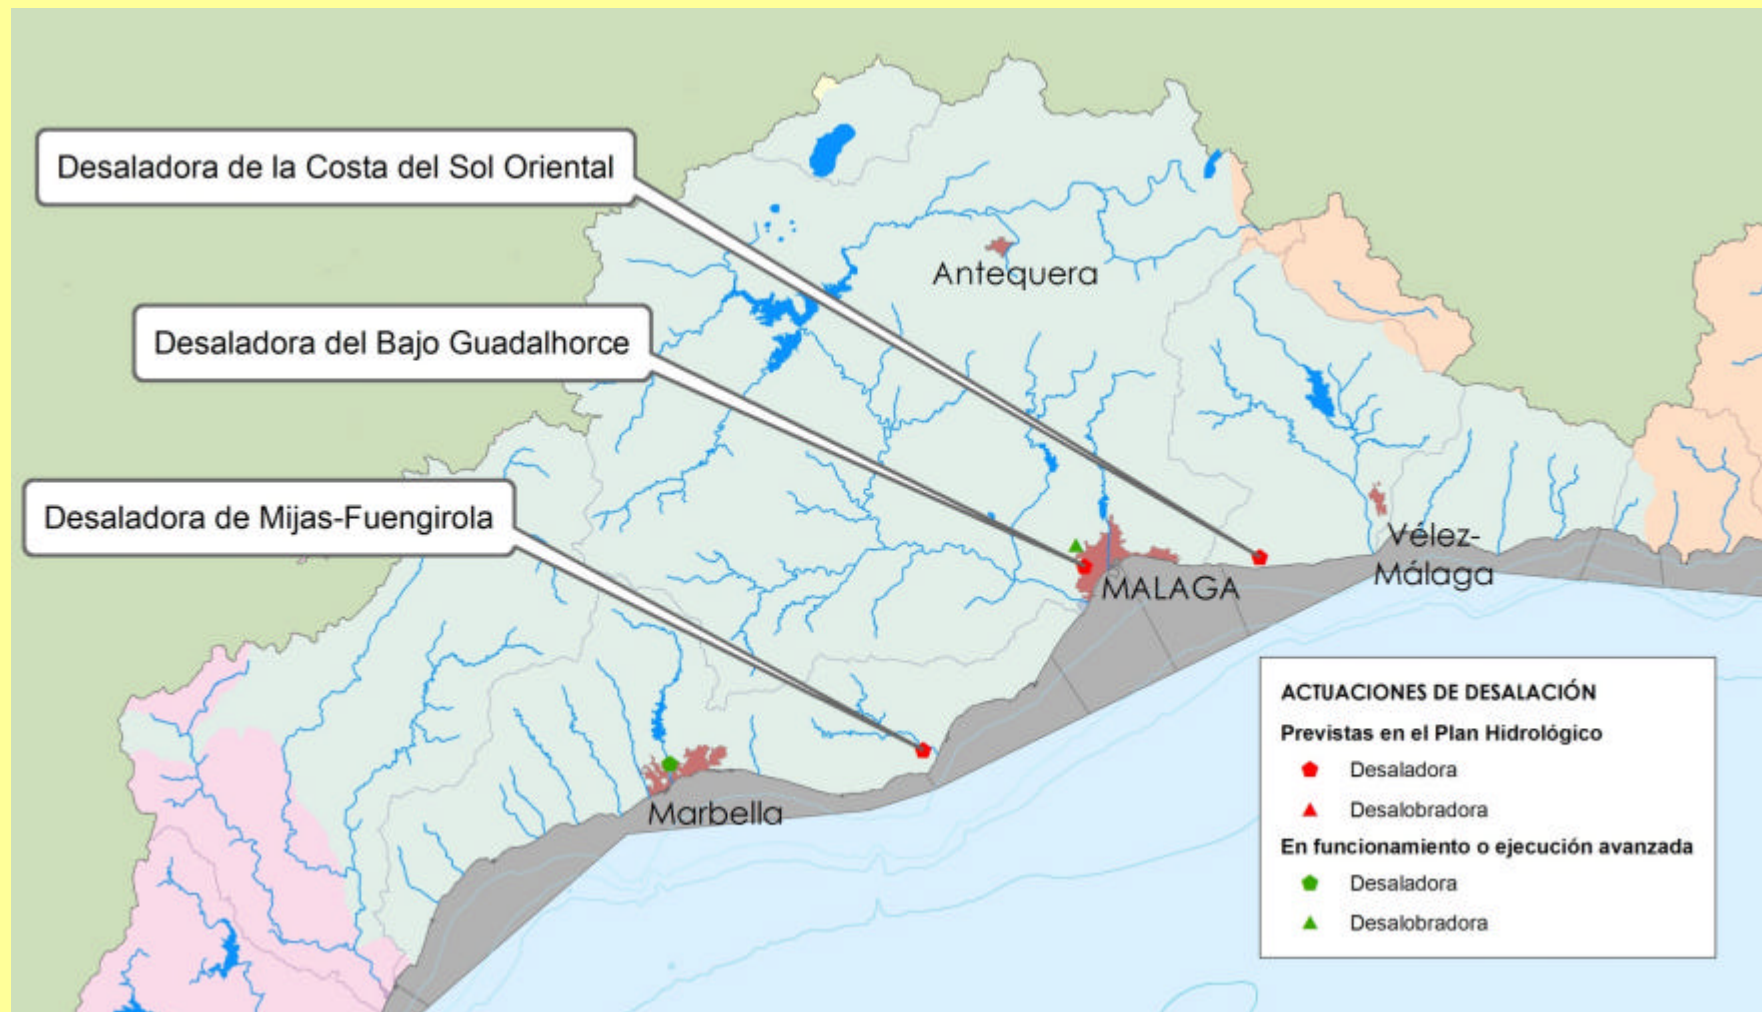 Desaladora de la Costa del Sol Oriental
Antequera
Desaladora del Bajo Guadalhorce
Desaladora de Mijas-Fuengirola
Vélez-
Málaga
MALAGA
Marbella
ACTUACIONES DE DESALACIÓN
Previstas en el Plan Hidrológico
Desaladora
Desalobradora
En funcionamiento o ejecución avanzada
Desaladora
Desalobradora